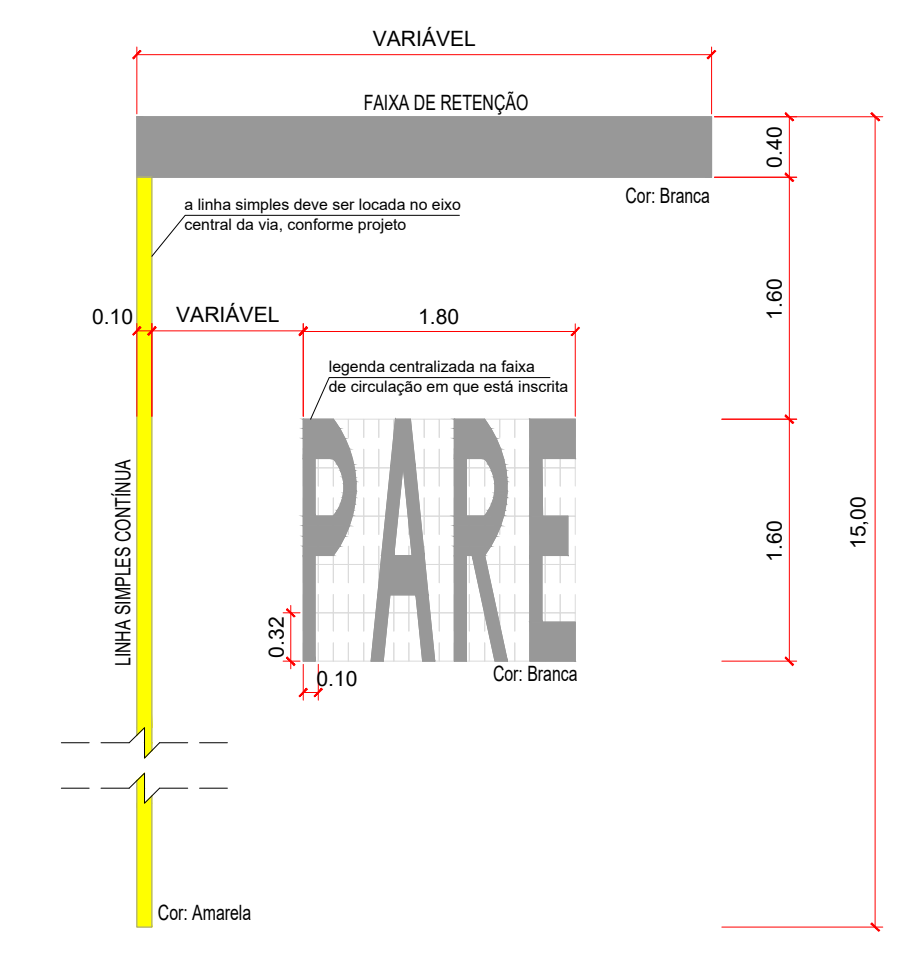 VARIÁVEL
FAIXA DE RETENÇÃO
0.40
Cor: Branca
a linha simples deve ser locada no eixo
central da via, conforme projeto
1.60
0.10
VARIÁVEL
1.80
legenda centralizada na faixa
de circulação em que está inscrita
PARE
LINHA SIMPLES CONTÍNUA
15,00
1.60
0.32
0.10
Cor: Branca
Cor: Amarela